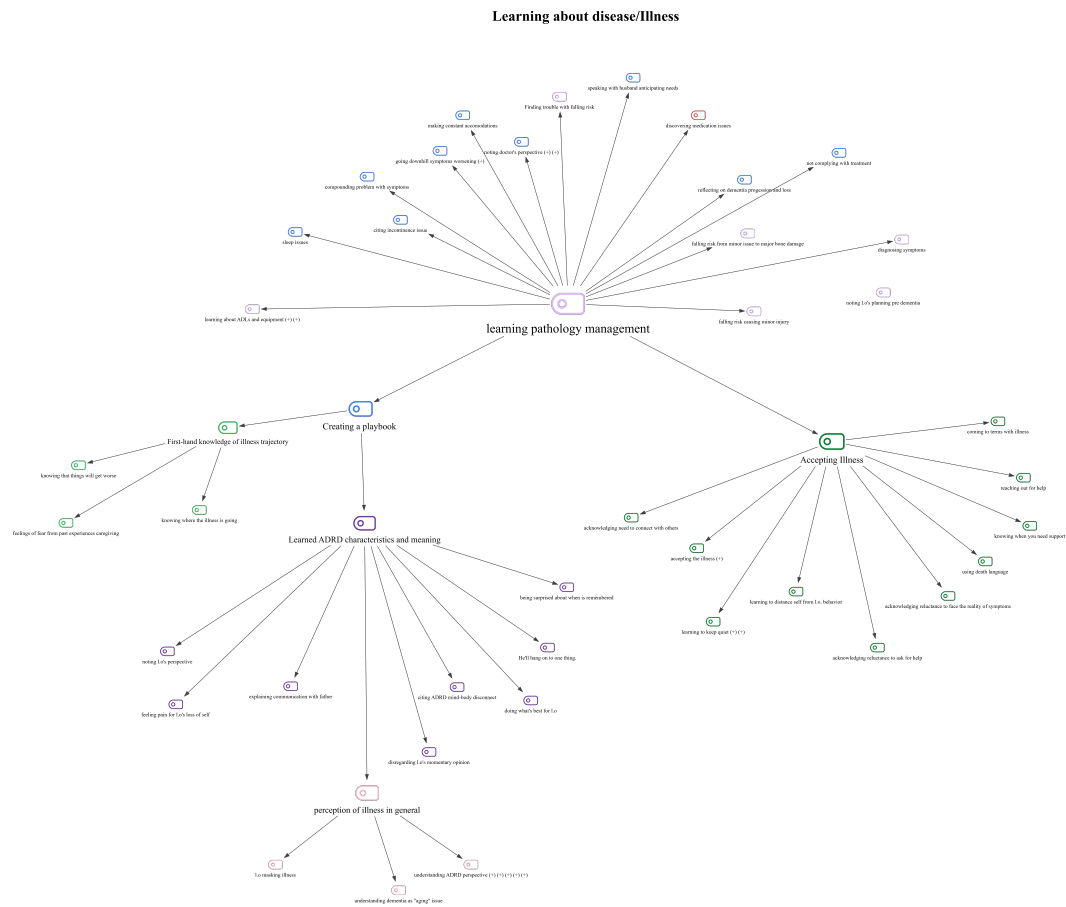 Learning about disease/Illness
speaking with husband anticipating needs
Finding trouble with falling risk
making constant accomodations
discovering medication issues
noting doctor's perspective (+) (+)
going downhill symptoms worsening (+)
not complying with treatment
compounding problem with symptoms
reflecting on dementia progession and loss
citing incontinence issue
sleep issues
falling risk from minor issue to major bone damage
diagnosing symptoms
noting l.o's planning pre dementia
learning about ADLs and equipment (+) (+)
falling risk causing minor injury
learning pathology management
Creating a playbook
First-hand knowledge of illness trajectory
coming to terms with illness
Accepting Illness
knowing that things will get worse
reaching out for help
knowing where the illness is going
feelings of fear from past experiences caregiving
acknowledging need to connect with others
knowing when you need support
Learned ADRD characteristics and meaning
accepting the illness (+)
using death language
being surprised about when is remembered
learning to distance self from l.o. behavior
acknowledging reluctance to face the reality of symptoms
learning to keep quiet (+) (+)
noting l.o's perspective
He'll hang on to one thing.
acknowledging reluctance to ask for help
explaining communication with father
citing ADRD mind-body disconnect
feeling pain for l.o's loss of self
doing what's best for l.o
disregarding l.o's momentary opinion
perception of illness in general
l.o masking illness
understanding ADRD perspective (+) (+) (+) (+) (+)
understanding dementia as "aging" issue